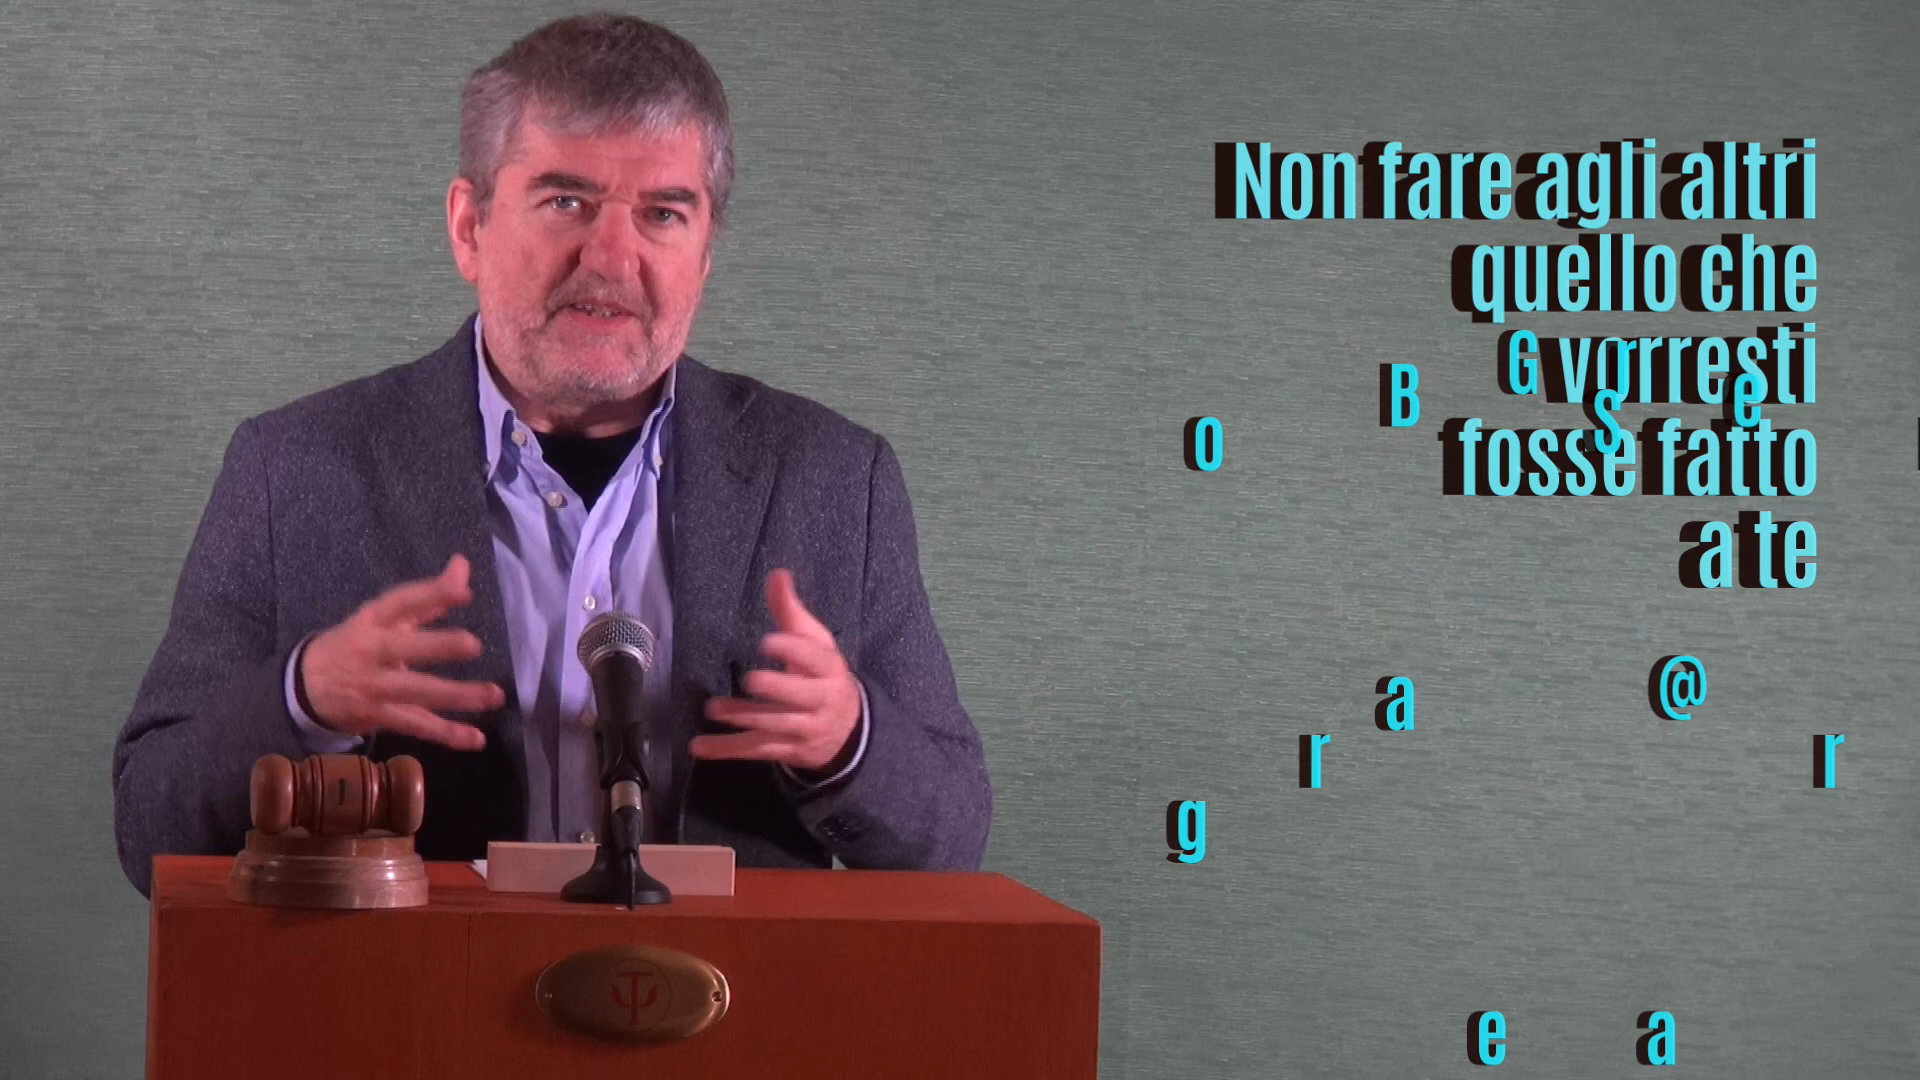 Non fare agli altri
quello che
vorresti
fosse fatto
a te
G r
B e
S
o
@
a
r r
g
e a